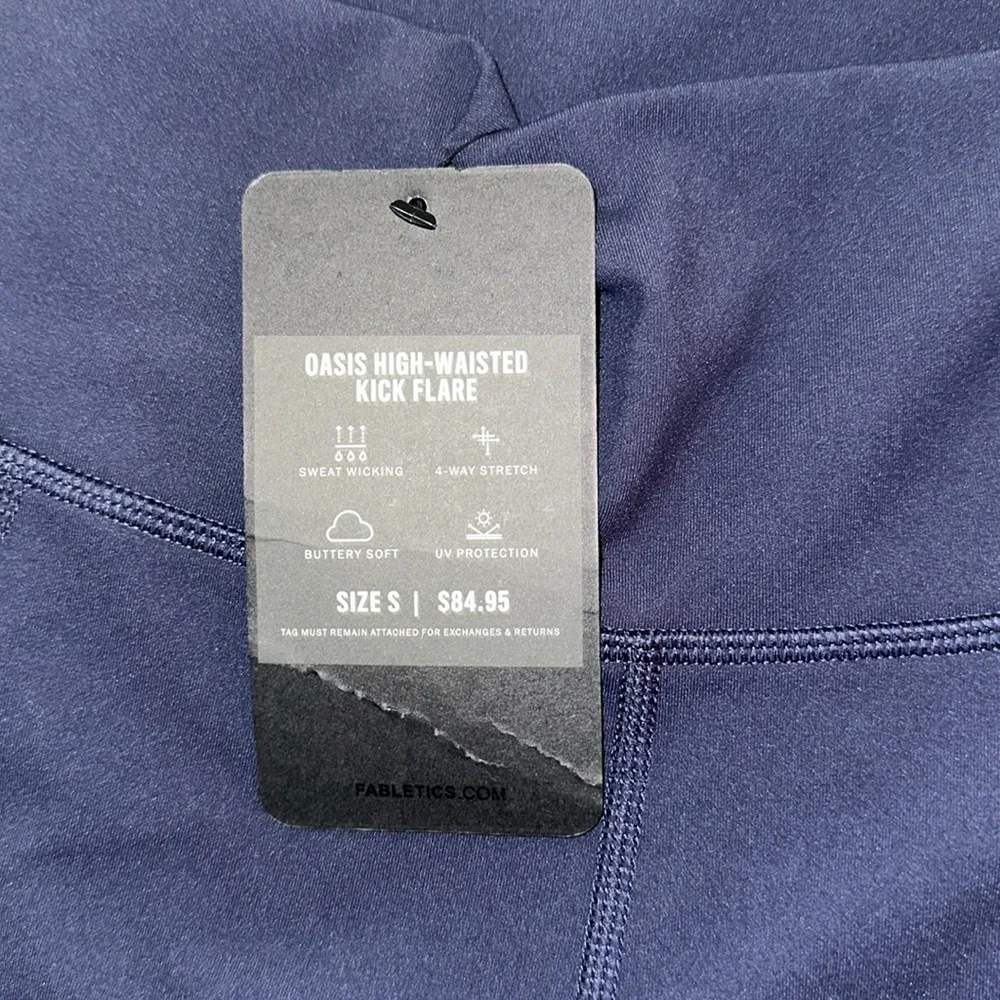 OASIS HIGH-WAISTED
KICK FLARE
SWEAT WICKING 4-WAY STRETCH
BUTTERY SOFT UV PROTECTION
SIZE S | $84.95
TAG MUST REMAIN ATTACHED FOR EXCHANGES & RETURNS
FABLETICS.COM